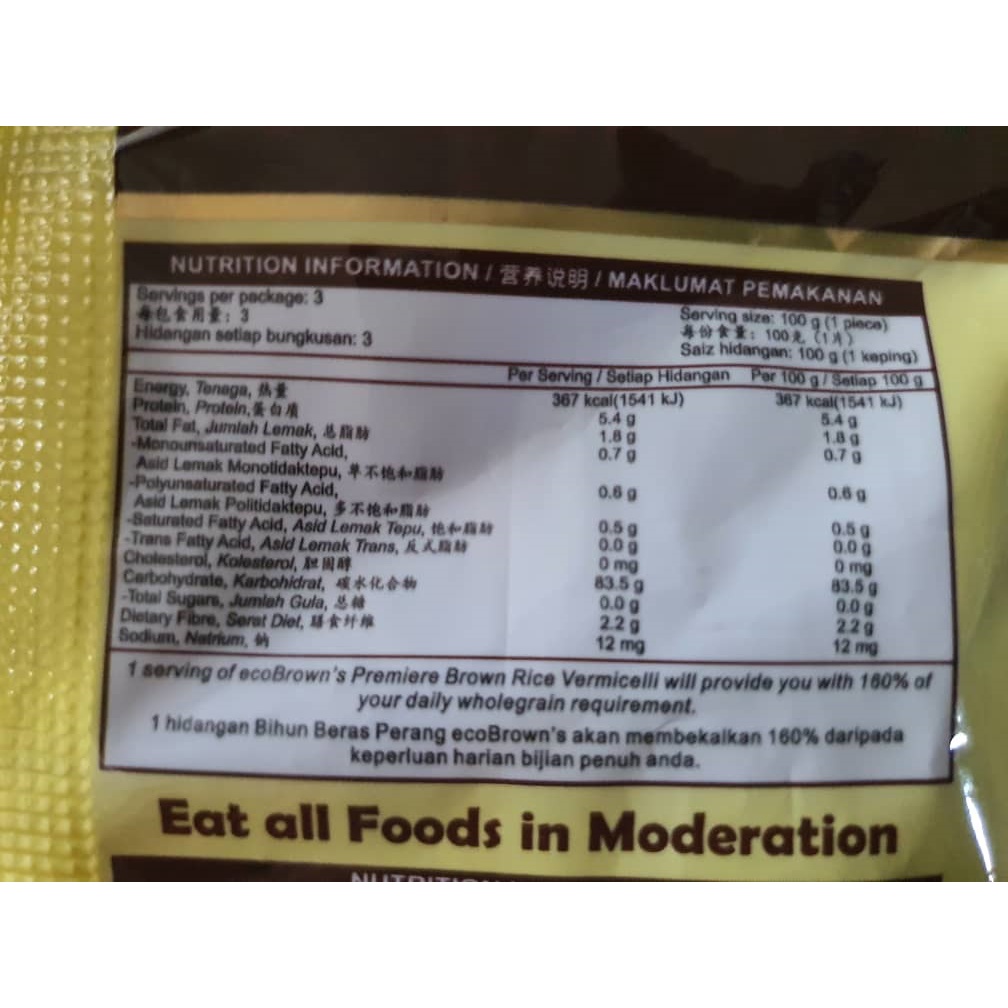 NUTRITION INFORMATION / 营养说明 / MAKLUMAT PEMAKANAN
Servings per package: 3
每包食用量: 3
Hidangan setiap bungkusan: 3
Serving size: 100 g (1 piece)
每份食量: 100克 (1片)
Saiz hidangan: 100 g (1 keping)
Per Serving / Setiap Hidangan Per 100 g / Setiap 100 g
Energy, Tenaga, 热量 367 kcal(1541 kJ) 367 kcal(1541 kJ)
Protein, Protein, 蛋白质 5.4 g 5.4 g
Total Fat, Jumlah Lemak, 总脂肪 1.8 g 1.8 g
-Monounsaturated Fatty Acid, 0.7 g 0.7 g
Asid Lemak Monotidaktepu, 单不饱和脂肪
-Polyunsaturated Fatty Acid, 0.6 g 0.6 g
Asid Lemak Politidaktepu, 多不饱和脂肪
-Saturated Fatty Acid, Asid Lemak Tepu, 饱和脂肪 0.5 g 0.5 g
-Trans Fatty Acid, Asid Lemak Trans, 反式脂肪 0.0 g 0.0 g
Cholesterol, Kolesterol, 胆固醇 0 mg 0 mg
Carbohydrate, Karbohidrat, 碳水化合物 83.5 g 83.5 g
-Total Sugars, Jumlah Gula, 总糖 0.0 g 0.0 g
Dietary Fibre, Serat Diet, 膳食纤维 2.2 g 2.2 g
Sodium, Natrium, 钠 12 mg 12 mg
1 serving of ecoBrown's Premiere Brown Rice Vermicelli will provide you with 160% of
your daily wholegrain requirement.
1 hidangan Bihun Beras Perang ecoBrown's akan membekalkan 160% daripada
keperluan harian bijian penuh anda.
Eat all Foods in Moderation